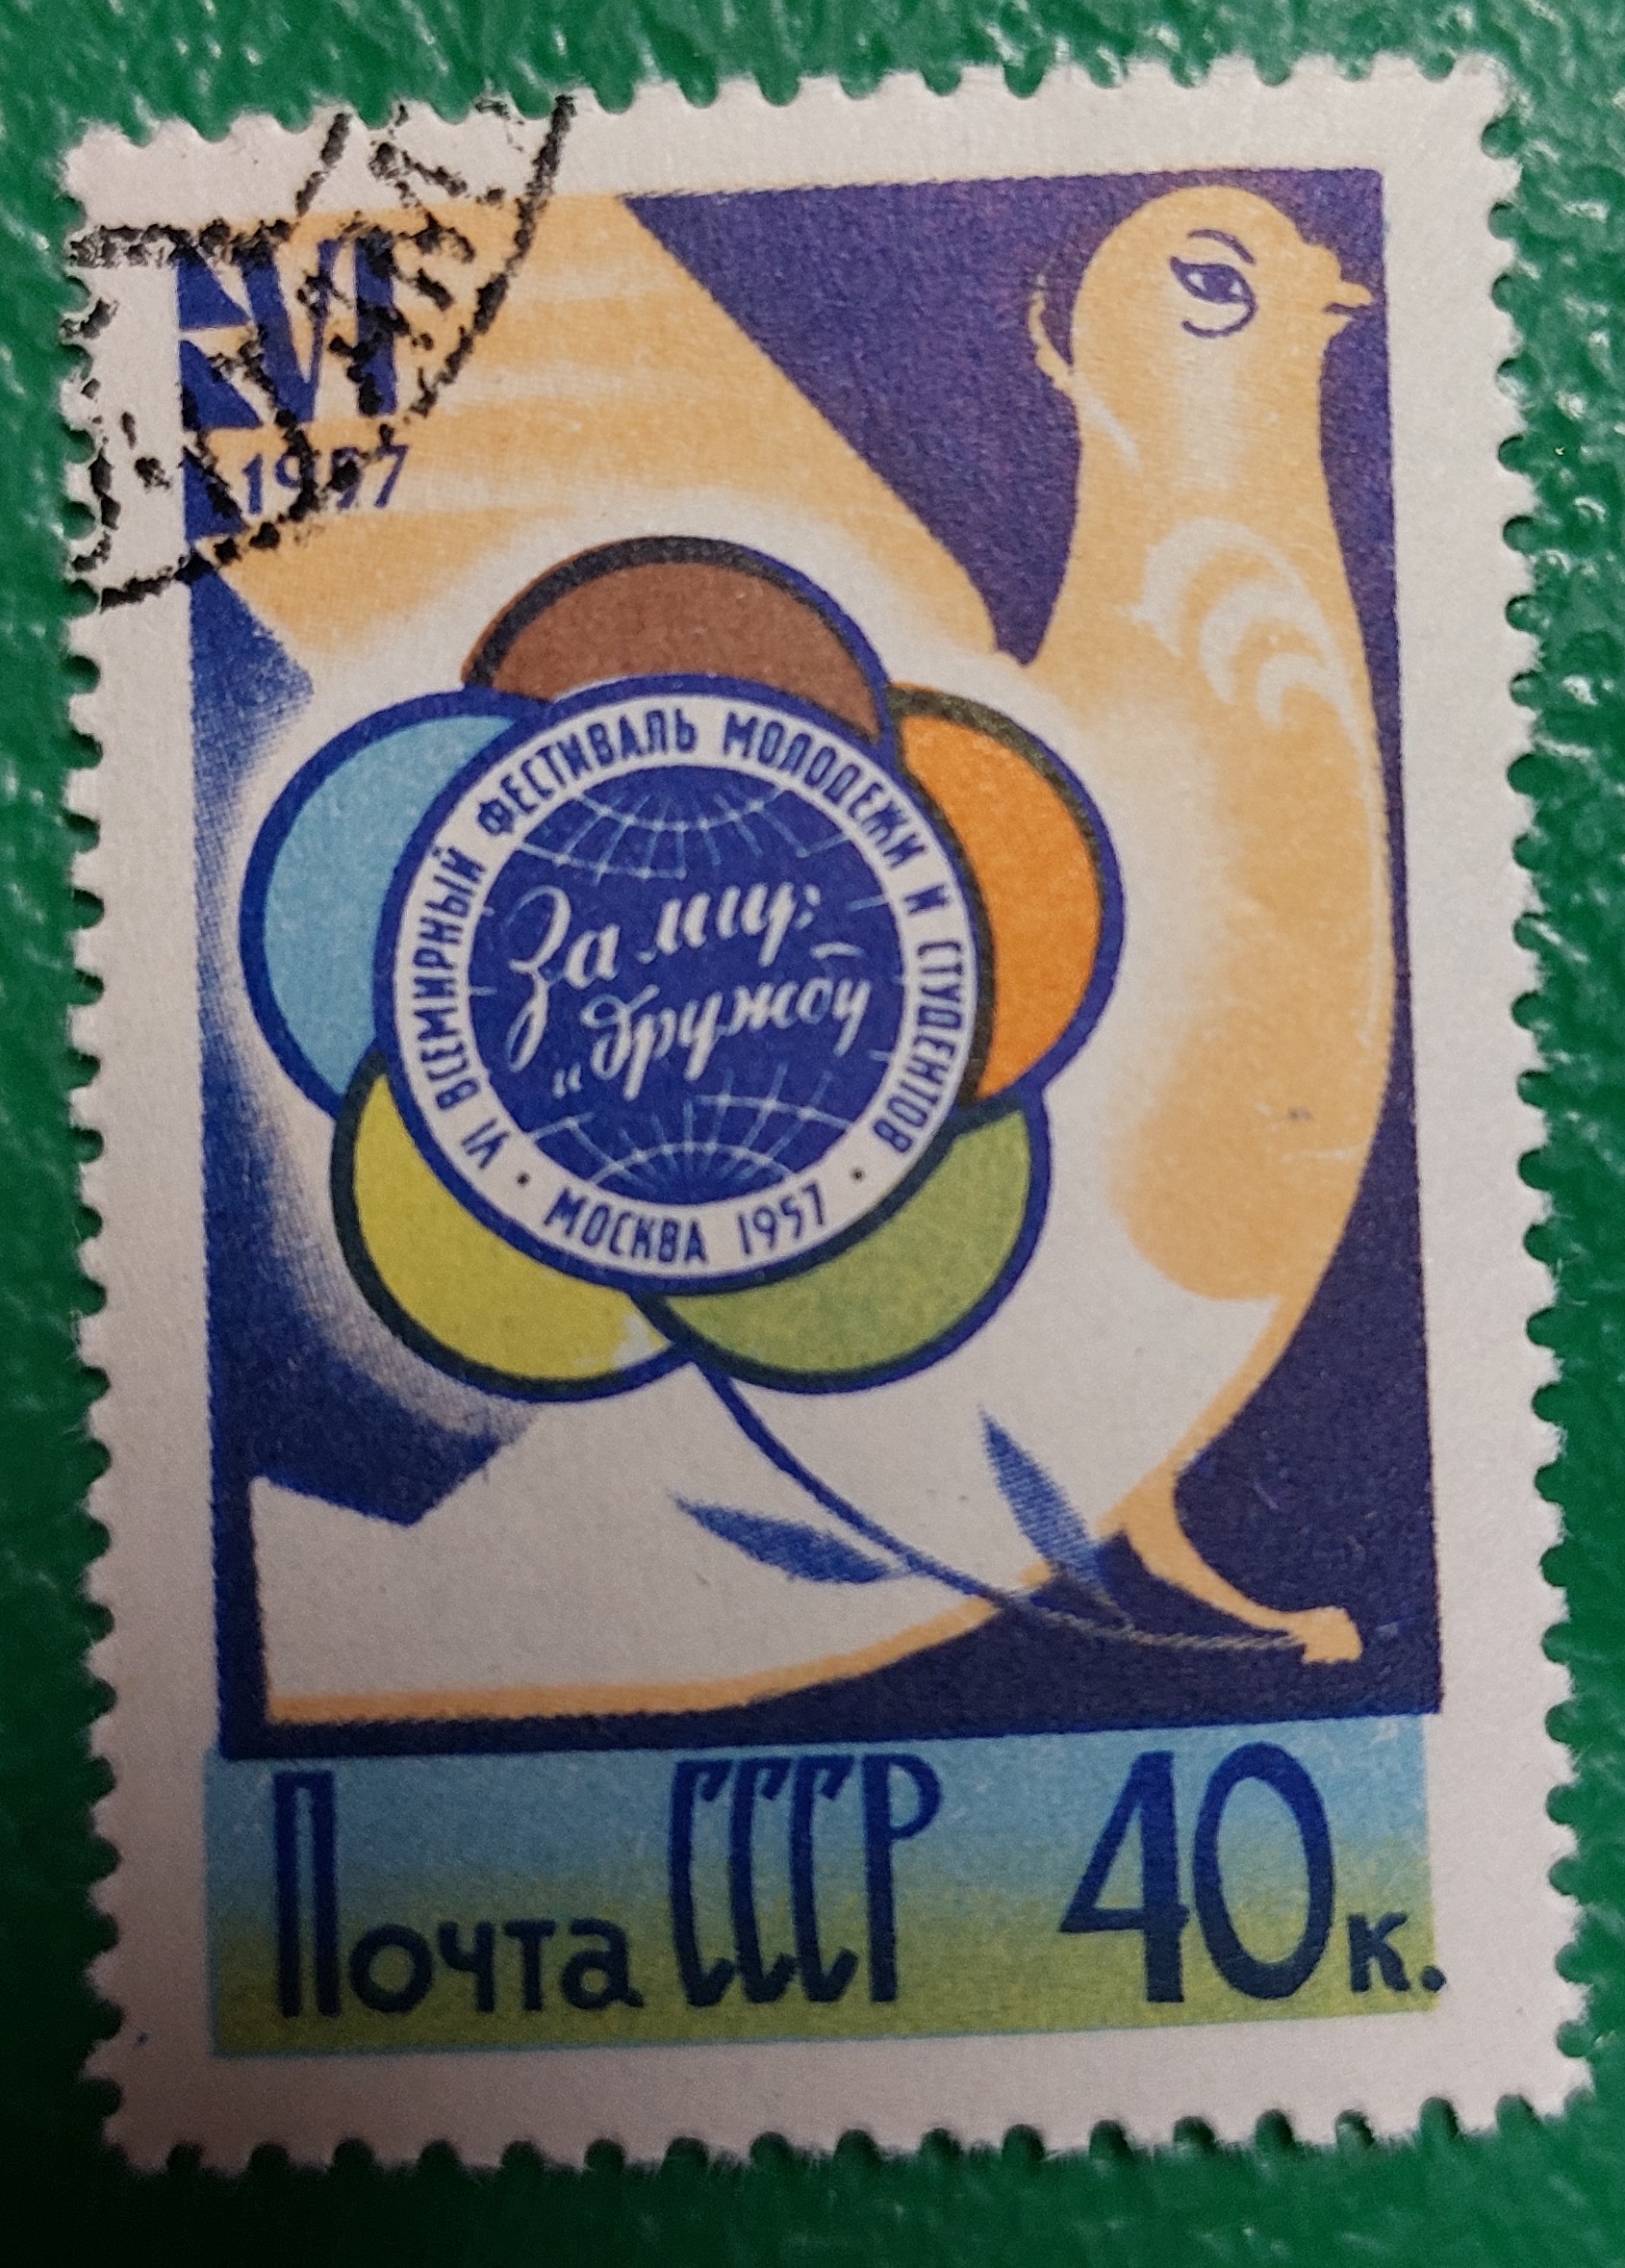 VI
1957
VI ВСЕМИРНЫЙ ФЕСТИВАЛЬ МОЛОДЕЖИ И СТУДЕНТОВ
За мир
и дружбу
• МОСКВА 1957 •
Почта СССР 40к.